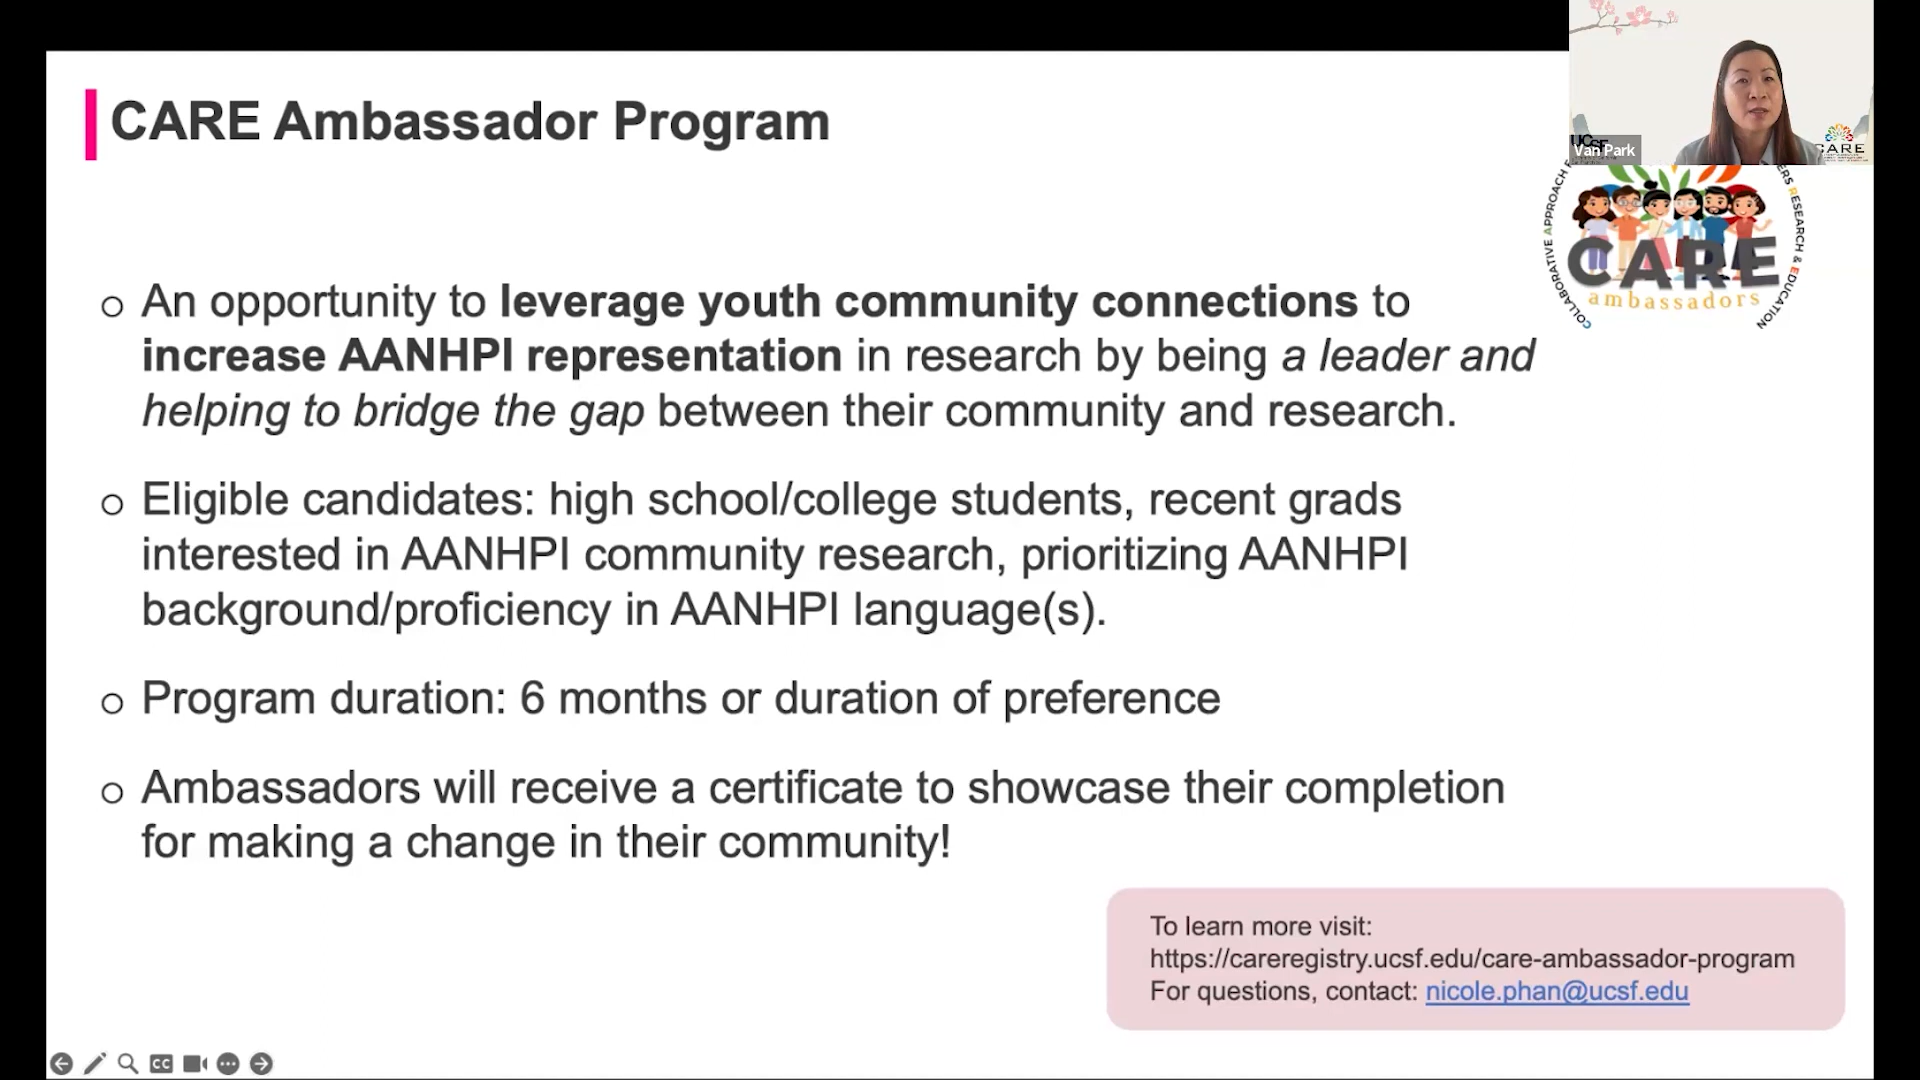 CARE Ambassador Program
UCSF
Van Park
CARE
COLLABORATIVE APPROACH
RESEARCH & EDUCATION
CARE
ambassadors
o An opportunity to leverage youth community connections to
increase AANHPI representation in research by being a leader and
helping to bridge the gap between their community and research.
o Eligible candidates: high school/college students, recent grads
interested in AANHPI community research, prioritizing AANHPI
background/proficiency in AANHPI language(s).
o Program duration: 6 months or duration of preference
o Ambassadors will receive a certificate to showcase their completion
for making a change in their community!
To learn more visit:
https://careregistry.ucsf.edu/care-ambassador-program
For questions, contact: nicole.phan@ucsf.edu
CC